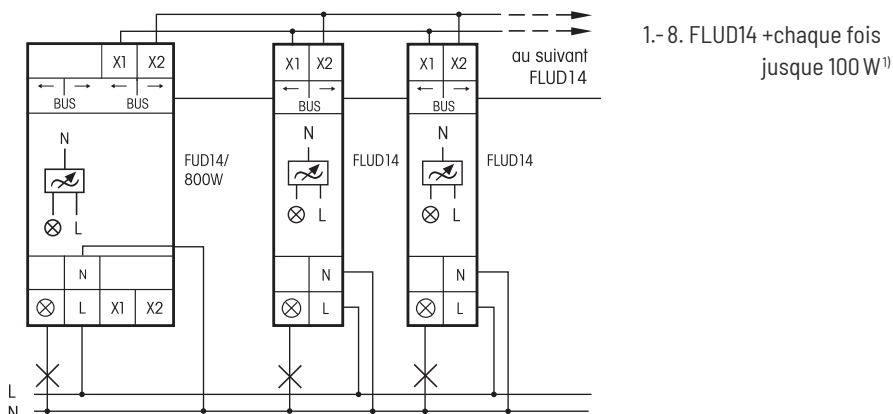 X1 X2 X1 X2 X1 X2
au suivant
FLUD14
1.- 8. FLUD14 +chaque fois
jusque 100 W¹⁾
BUS BUS BUS BUS
N N N
FUD14/
800W
FLUD14 FLUD14
L L L
N N N
L X1 X2 L L
L
N